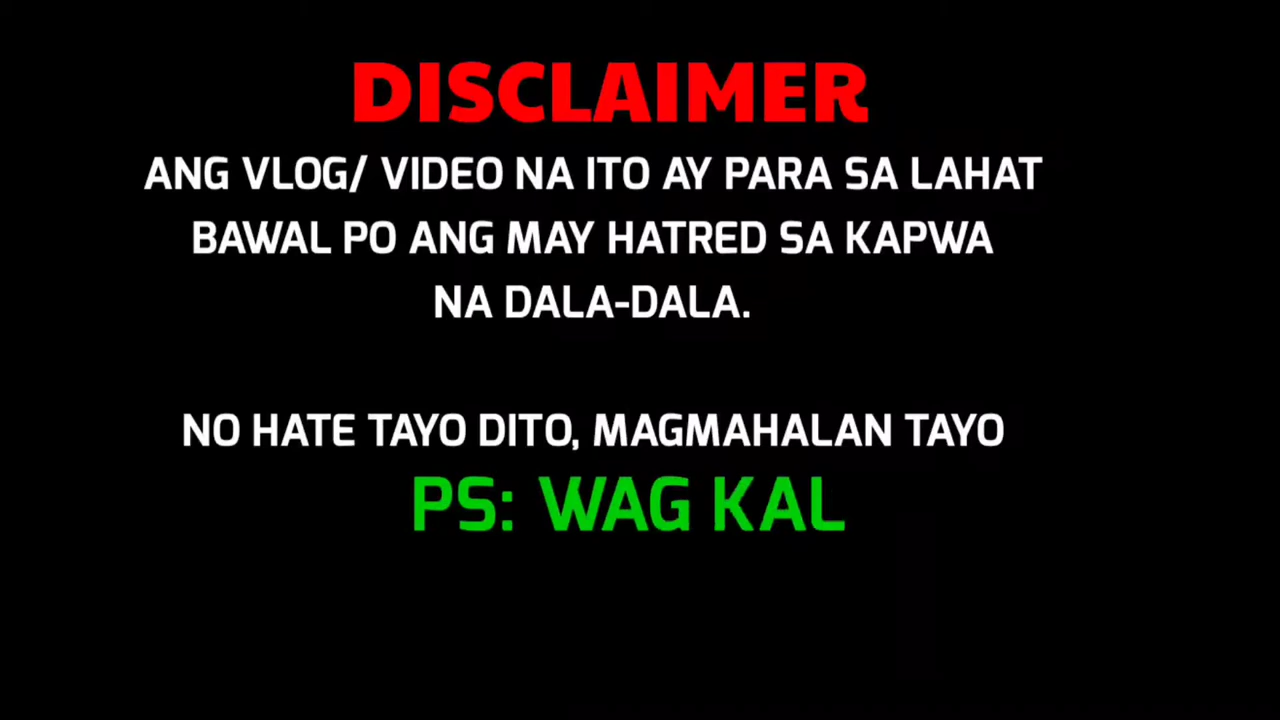 DISCLAIMER
ANG VLOG/ VIDEO NA ITO AY PARA SA LAHAT
BAWAL PO ANG MAY HATRED SA KAPWA
NA DALA-DALA.
NO HATE TAYO DITO, MAGMAHALAN TAYO
PS: WAG KAL